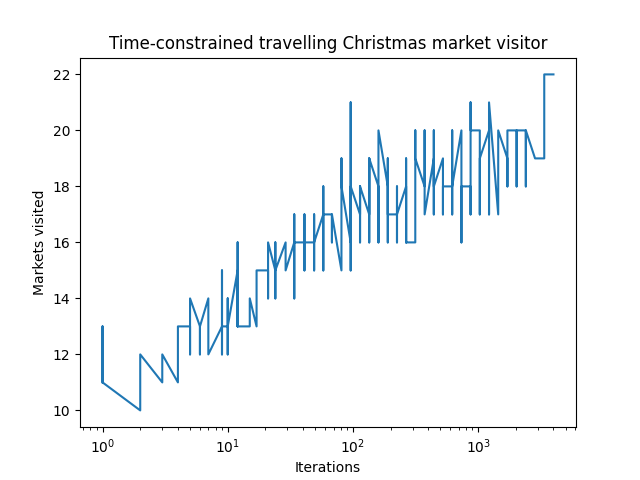 Time-constrained travelling Christmas market visitor
Markets visited
22
20
18
16
14
12
10
10⁰ 10¹ 10² 10³
Iterations